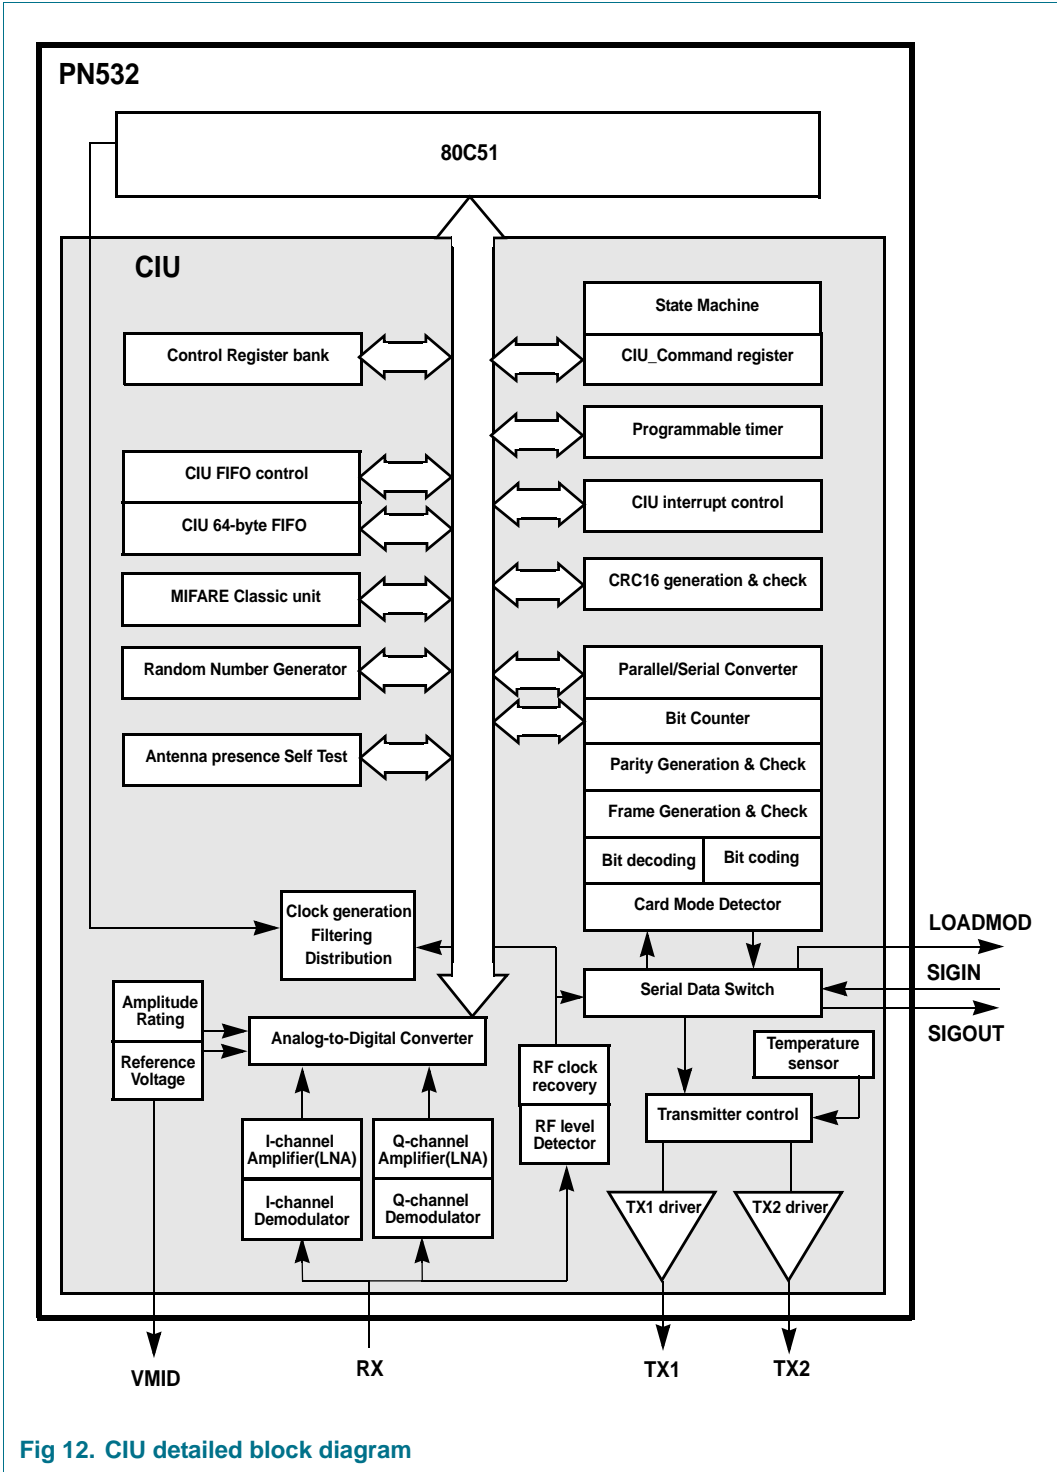 PN532
80C51
CIU
State Machine
Control Register bank
CIU_Command register
Programmable timer
CIU FIFO control
CIU interrupt control
CIU 64-byte FIFO
CRC16 generation & check
MIFARE Classic unit
Random Number Generator
Parallel/Serial Converter
Bit Counter
Antenna presence Self Test
Parity Generation & Check
Frame Generation & Check
Bit decoding
Bit coding
Card Mode Detector
Clock generation
Filtering
Distribution
LOADMOD
SIGIN
SIGOUT
Serial Data Switch
Amplitude
Rating
Reference
Voltage
Analog-to-Digital Converter
RF clock
recovery
RF level
Detector
Temperature
sensor
Transmitter control
I-channel
Amplifier(LNA)
Q-channel
Amplifier(LNA)
I-channel
Demodulator
Q-channel
Demodulator
TX1 driver
TX2 driver
VMID
RX
TX1
TX2
Fig 12. CIU detailed block diagram